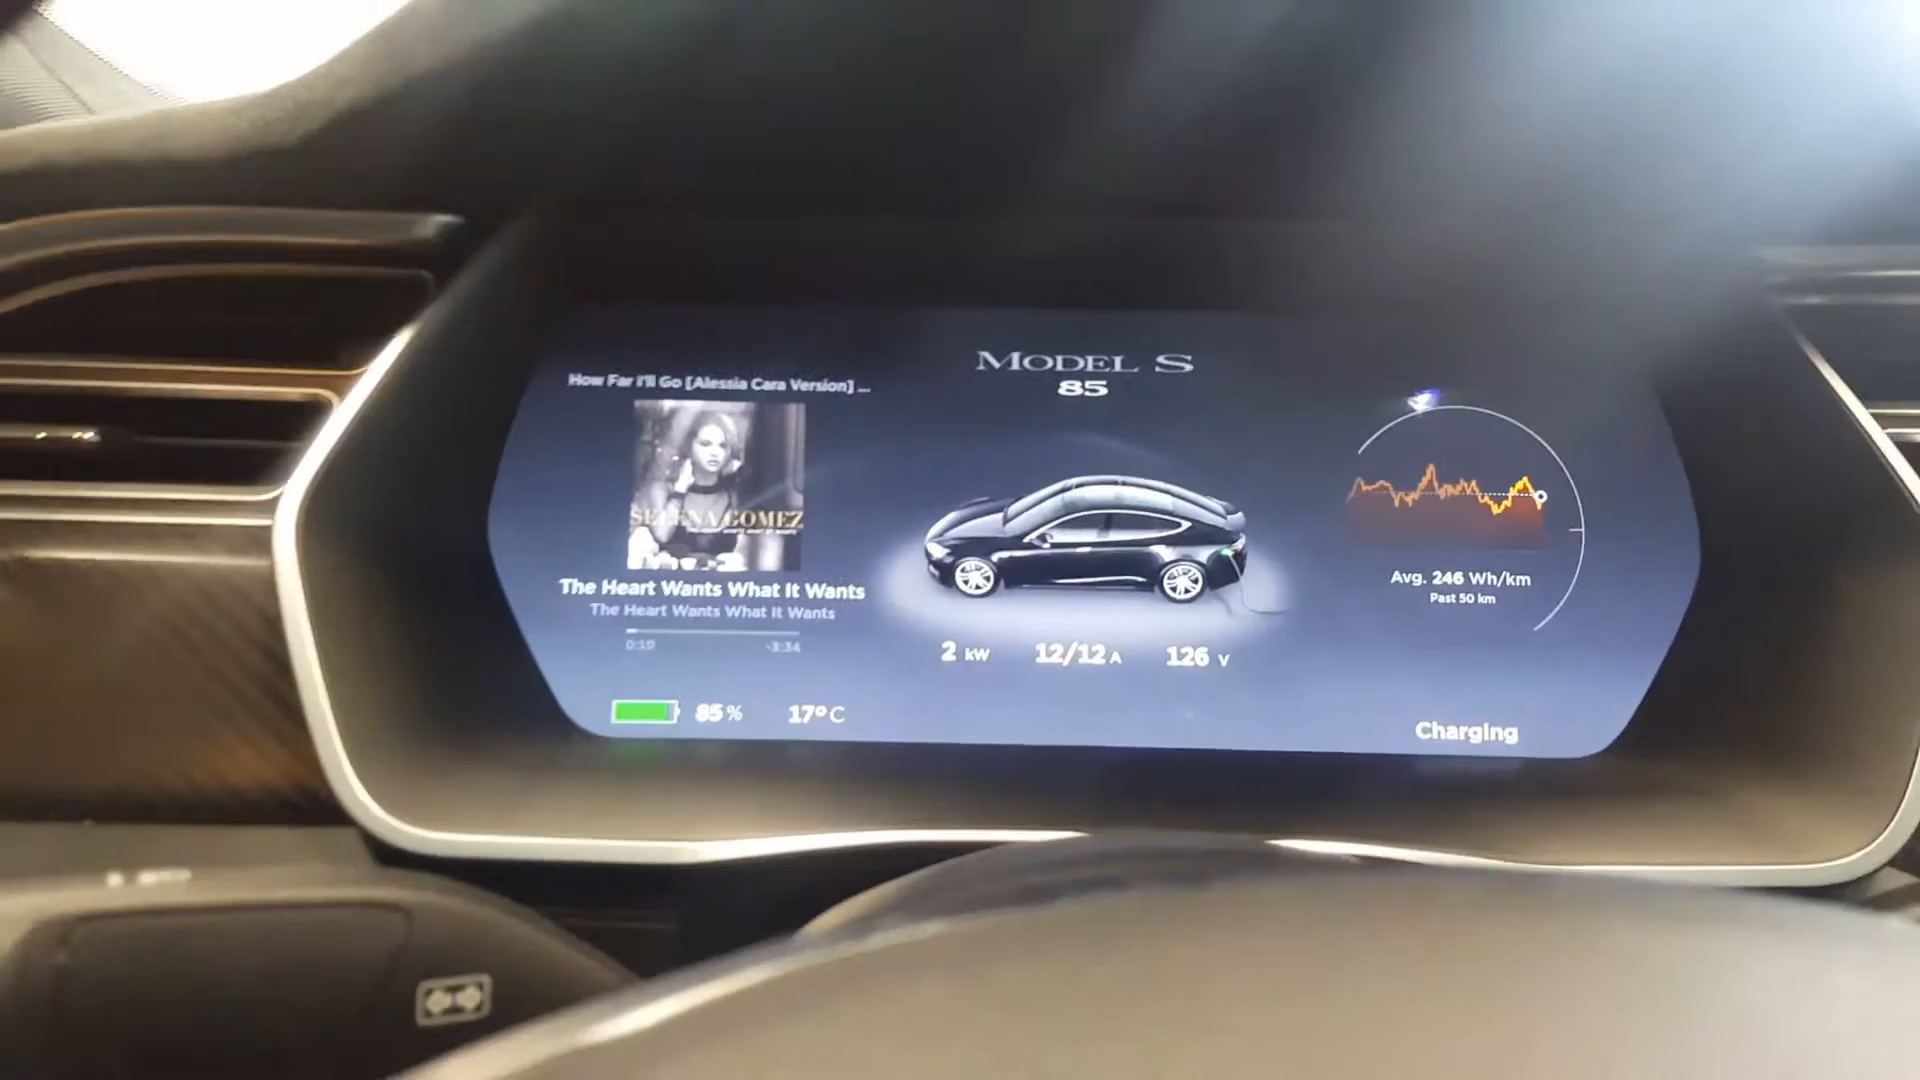 How Far I'll Go [Alessia Cara Version] ...
SELENA GOMEZ
The Heart Wants What It Wants
The Heart Wants What It Wants
0:10
-3:34
85%
17°C
MODEL S
85
2 kW
12/12 A
126 V
Avg. 246 Wh/km
Past 50 km
Charging